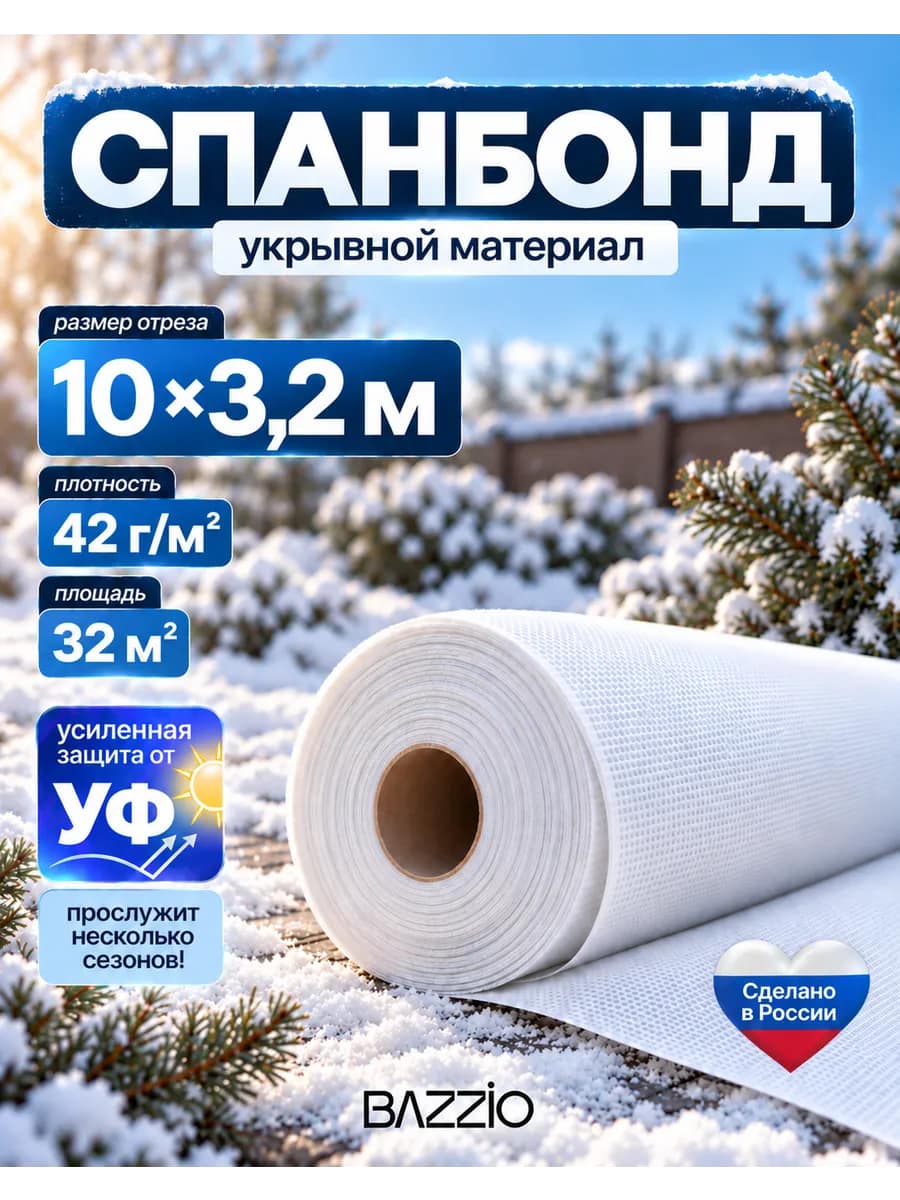 СПАНБОНД
укрывной материал
размер отреза
10×3,2 м
плотность
42 г/м²
площадь
32 м²
усиленная
защита от
УФ
прослужит
несколько
сезонов!
Сделано
в России
BAZZIO